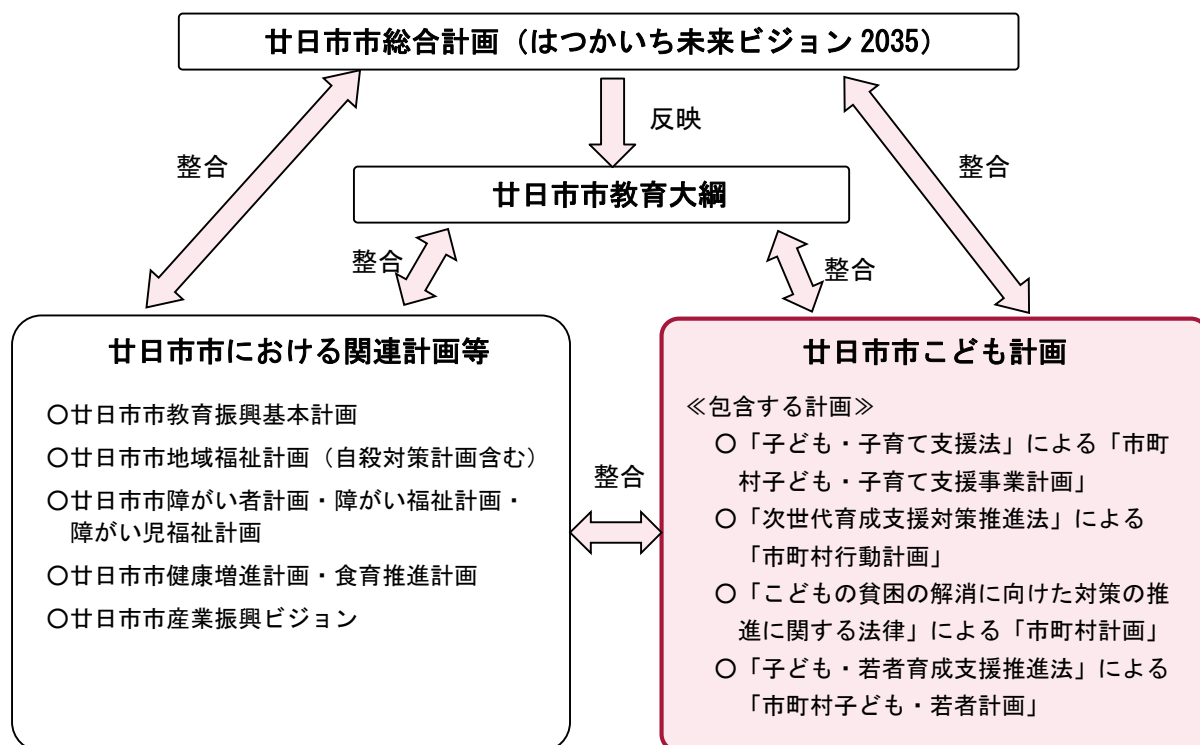 廿日市市総合計画（はつかいち未来ビジョン 2035）
反映
整合
整合
廿日市市教育大綱
整合
整合
廿日市市における関連計画等
〇廿日市市教育振興基本計画
〇廿日市市地域福祉計画（自殺対策計画含む）
〇廿日市市障がい者計画・障がい福祉計画・
障がい児福祉計画
〇廿日市市健康増進計画・食育推進計画
〇廿日市市産業振興ビジョン
整合
廿日市市こども計画
≪包含する計画≫
〇「子ども・子育て支援法」による「市町
村子ども・子育て支援事業計画」
〇「次世代育成支援対策推進法」による
「市町村行動計画」
〇「こどもの貧困の解消に向けた対策の推
進に関する法律」による「市町村計画」
〇「子ども・若者育成支援推進法」による
「市町村子ども・若者計画」